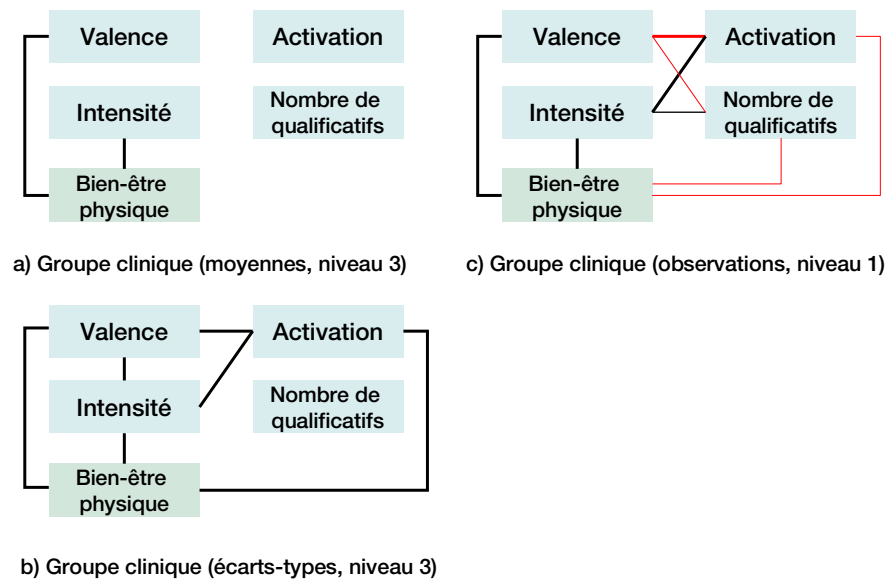 Valence
Activation
Intensité
Nombre de
qualificatifs
Bien-être
physique
a) Groupe clinique (moyennes, niveau 3)
Valence
Activation
Intensité
Nombre de
qualificatifs
Bien-être
physique
c) Groupe clinique (observations, niveau 1)
Valence
Activation
Intensité
Nombre de
qualificatifs
Bien-être
physique
b) Groupe clinique (écarts-types, niveau 3)